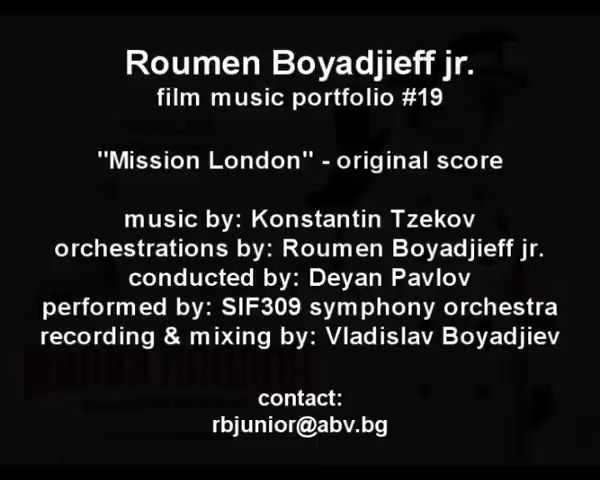 Roumen Boyadjieff jr.
film music portfolio #19
"Mission London" - original score
music by: Konstantin Tzekov
orchestrations by: Roumen Boyadjieff jr.
conducted by: Deyan Pavlov
performed by: SIF309 symphony orchestra
recording & mixing by: Vladislav Boyadjiev
contact:
rbjunior@abv.bg